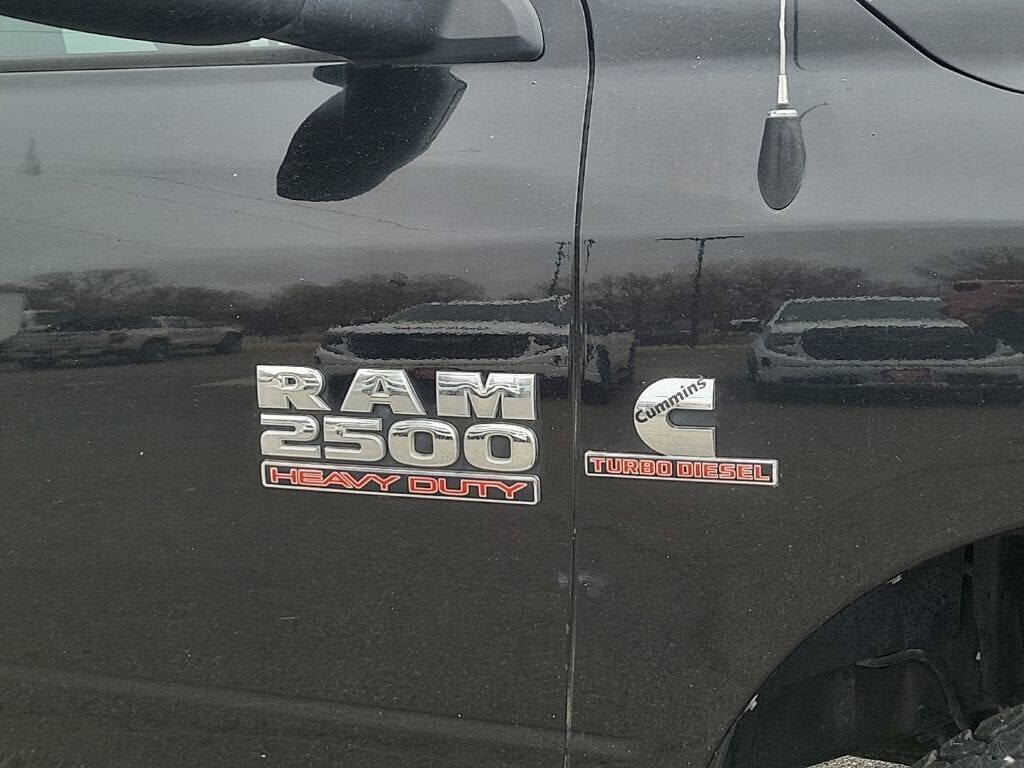 RAM
2500
HEAVY DUTY
Cummins
TURBO DIESEL